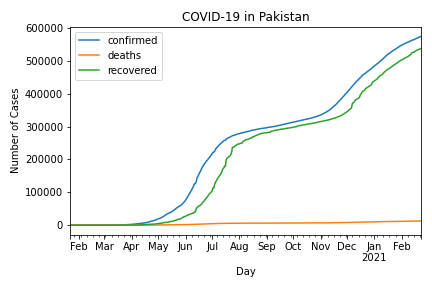 COVID-19 in Pakistan
confirmed
deaths
recovered
Number of Cases
600000
500000
400000
300000
200000
100000
0
Feb Mar Apr May Jun Jul Aug Sep Oct Nov Dec Jan Feb
2021
Day